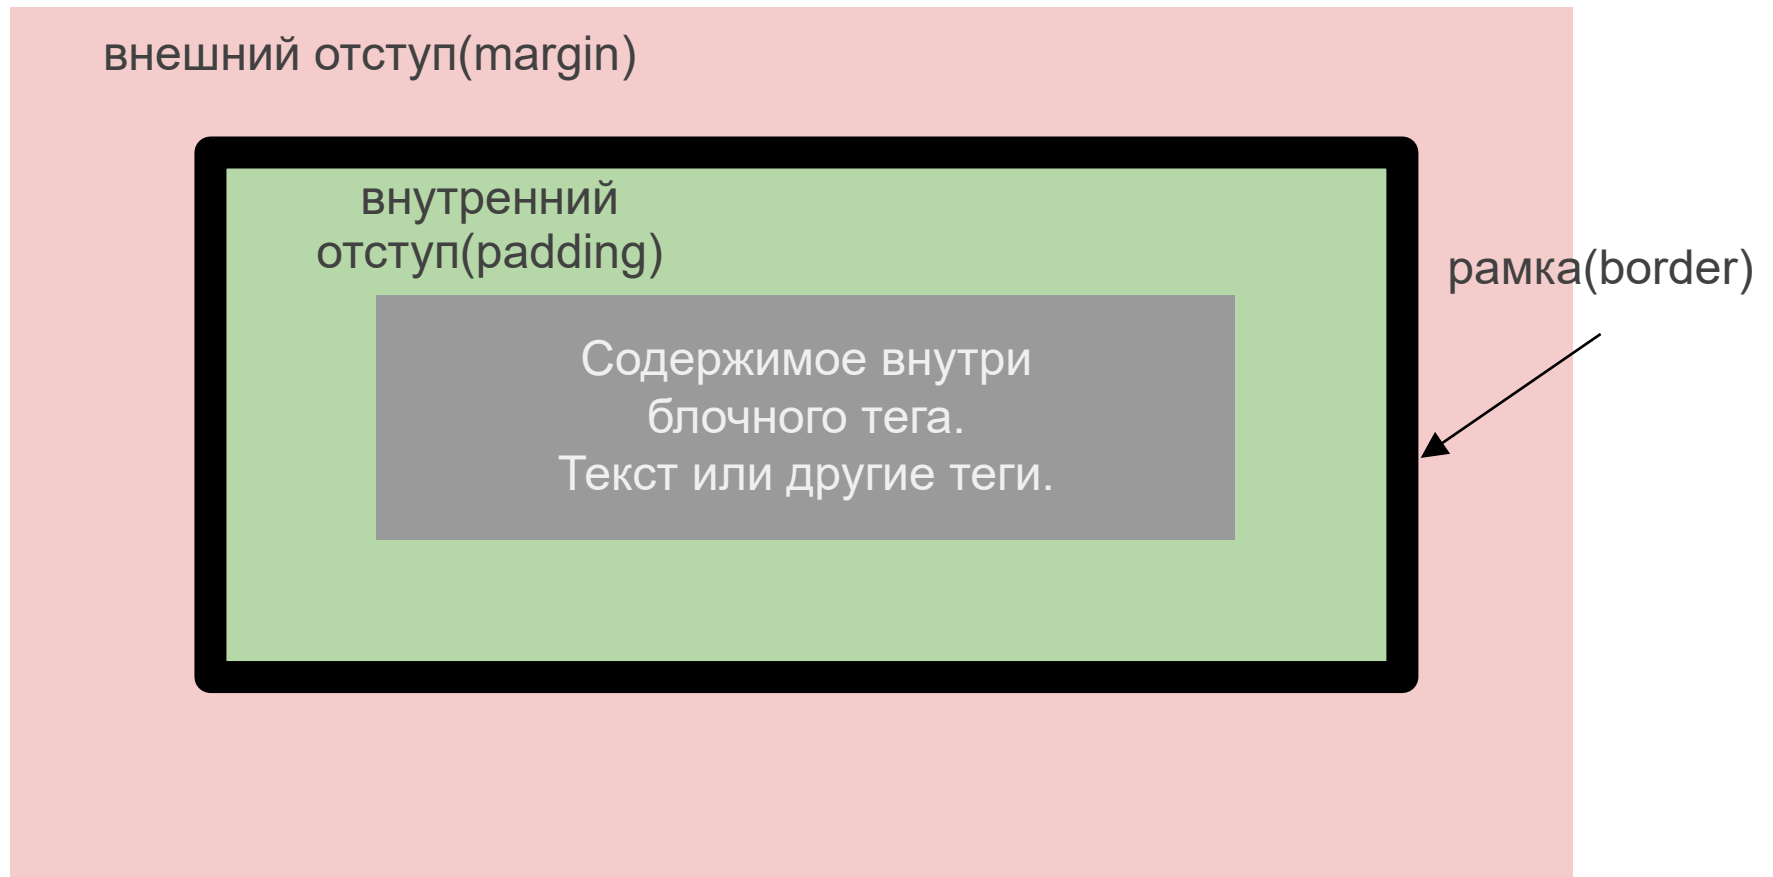 внешний отступ(margin)
внутренний
отступ(padding)
рамка(border)
Содержимое внутри
блочного тега.
Текст или другие теги.